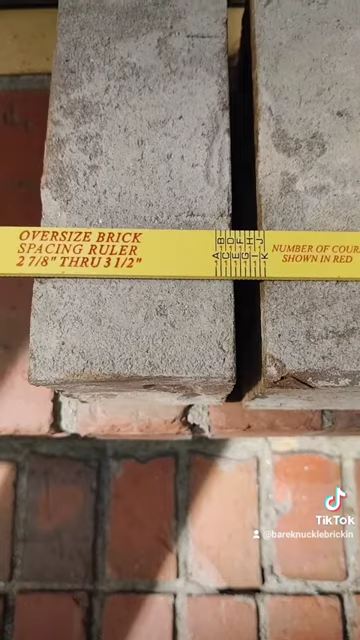 OVERSIZE BRICK
SPACING RULER
2 7/8" THRU 3 1/2"
A B C D E F G H I J K
NUMBER OF COUR
SHOWN IN RED
TikTok
@bareknucklebrickin